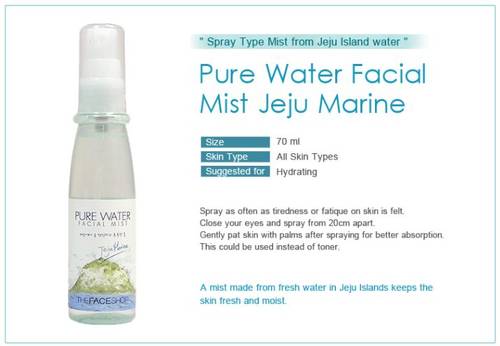 " Spray Type Mist from Jeju Island water "
Pure Water Facial
Mist Jeju Marine
Size 70 ml
Skin Type All Skin Types
Suggested for Hydrating
Spray as often as tiredness or fatique on skin is felt.
Close your eyes and spray from 20cm apart.
Gently pat skin with palms after spraying for better absorption.
This could be used instead of toner.
A mist made from fresh water in Jeju Islands keeps the
skin fresh and moist.
PURE WATER
FACIAL MIST
Jeju Marine
THEFACESHOP